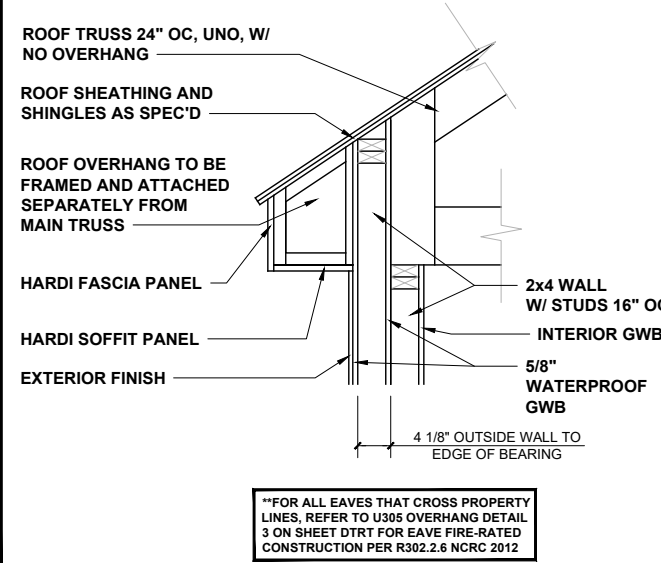 ROOF TRUSS 24" OC, UNO, W/
NO OVERHANG
ROOF SHEATHING AND
SHINGLES AS SPEC'D
ROOF OVERHANG TO BE
FRAMED AND ATTACHED
SEPARATELY FROM
MAIN TRUSS
HARDI FASCIA PANEL
HARDI SOFFIT PANEL
EXTERIOR FINISH
2x4 WALL
W/ STUDS 16" OC
INTERIOR GWB
5/8"
WATERPROOF
GWB
4 1/8" OUTSIDE WALL TO
EDGE OF BEARING
**FOR ALL EAVES THAT CROSS PROPERTY
LINES, REFER TO U305 OVERHANG DETAIL
3 ON SHEET DTRT FOR EAVE FIRE-RATED
CONSTRUCTION PER R302.2.6 NCRC 2012